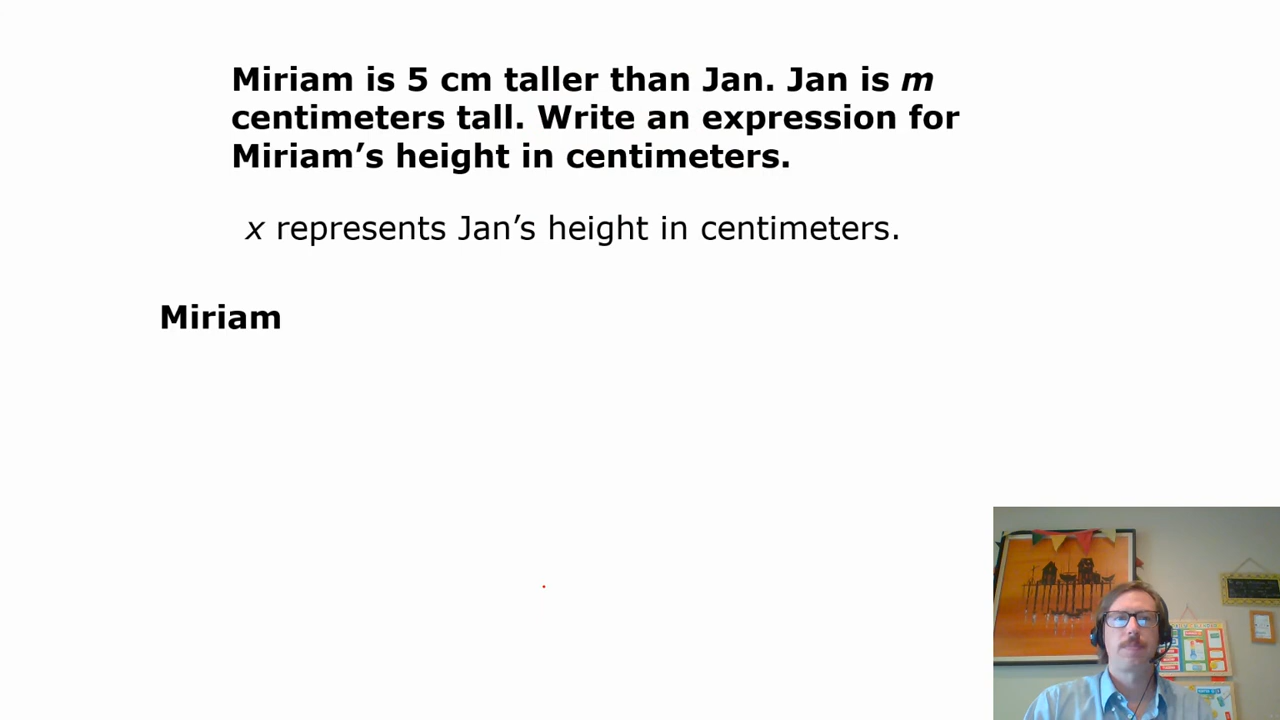 Miriam is 5 cm taller than Jan. Jan is m
centimeters tall. Write an expression for
Miriam’s height in centimeters.
x represents Jan’s height in centimeters.
Miriam